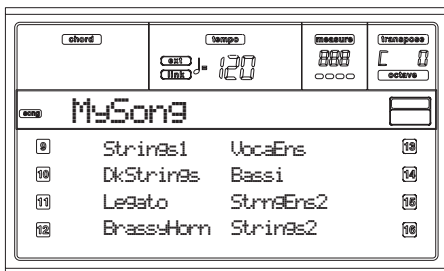 chord tempo measure transpose
ext link ♩= 120 888 C 0
octave
song MySong
9 Strings1 VocaEns 13
10 DkStrings Bassi 14
11 Legato StrngEns2 15
12 BrassyHorn Strings2 16